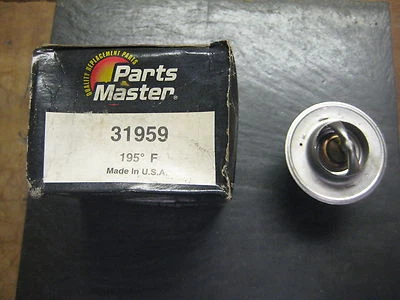 QUALITY REPLACEMENT PARTS
Parts
Master®
31959
195° F
Made In U.S.A.